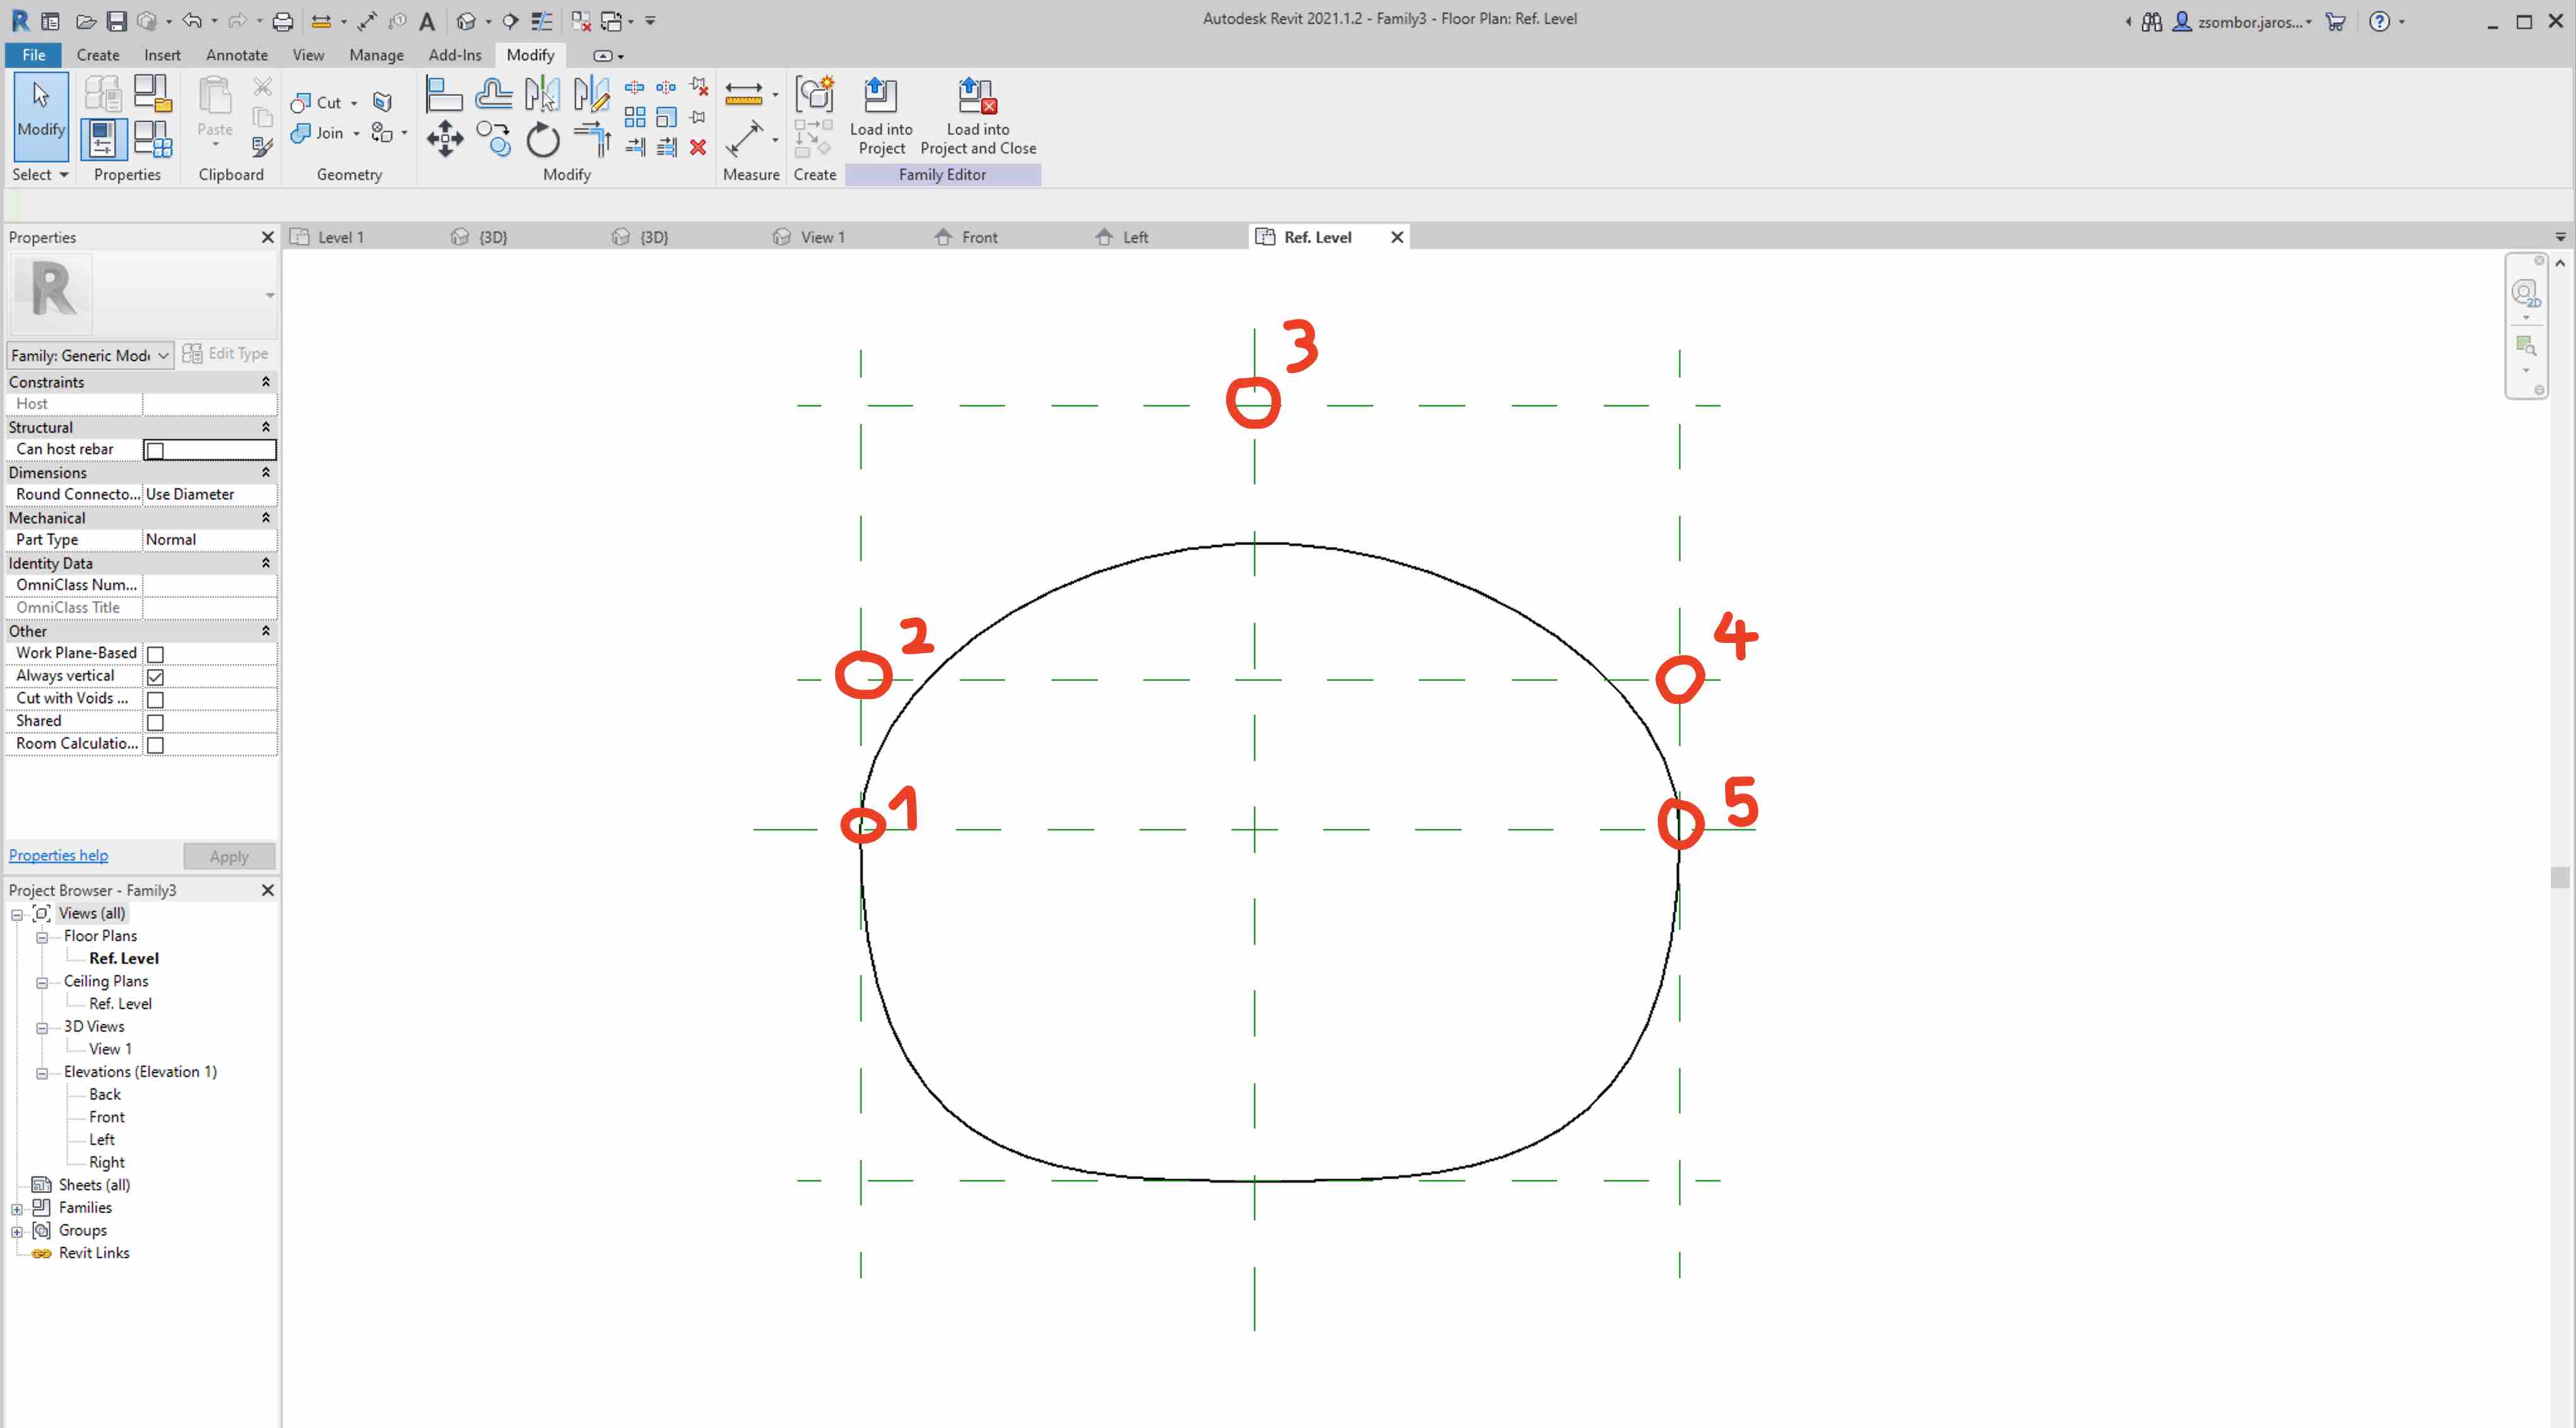 Autodesk Revit 2021.1.2 - Family3 - Floor Plan: Ref. Level
zsombor.jaros...
File Create Insert Annotate View Manage Add-Ins Modify
Modify
Paste
Cut
Join
Load into Project
Load into Project and Close
Select Properties Clipboard Geometry Modify Measure Create Family Editor
Properties
Level 1 {3D} {3D} View 1 Front Left Ref. Level
2D
R
Family: Generic Mode
Edit Type
Constraints
Host
Structural
Can host rebar
Dimensions
Round Connecto... Use Diameter
Mechanical
Part Type Normal
Identity Data
OmniClass Num...
OmniClass Title
Other
Work Plane-Based
Always vertical
Cut with Voids ...
Shared
Room Calculatio...
Properties help Apply
Project Browser - Family3
Views (all)
Floor Plans
Ref. Level
Ceiling Plans
Ref. Level
3D Views
View 1
Elevations (Elevation 1)
Back
Front
Left
Right
Sheets (all)
Families
Groups
Revit Links
3
2
4
1
5